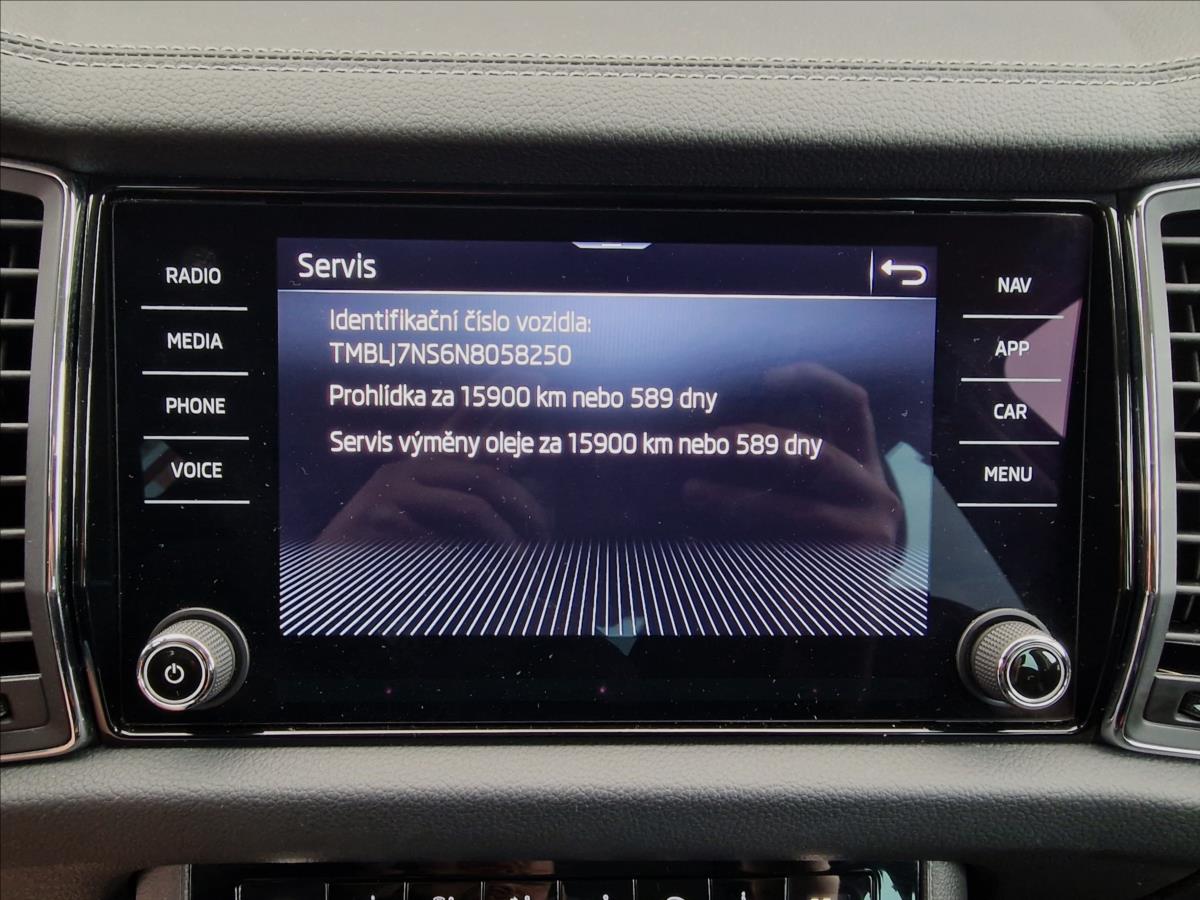 Servis
RADIO
MEDIA
PHONE
VOICE
Identifikační číslo vozidla:
TMBLJ7NS6N8058250
Prohlídka za 15900 km nebo 589 dny
Servis výměny oleje za 15900 km nebo 589 dny
NAV
APP
CAR
MENU